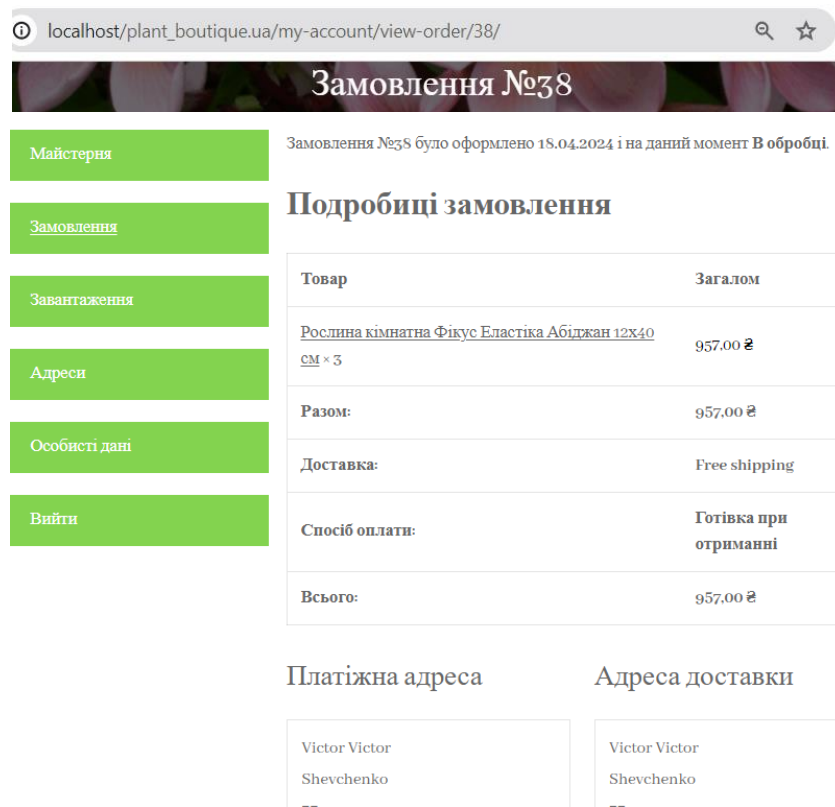 localhost/plant_boutique.ua/my-account/view-order/38/
Замовлення №38
Майстерня
Замовлення
Завантаження
Адреси
Особисті дані
Вийти
Замовлення №38 було оформлено 18.04.2024 і на даний момент В обробці.
Подробиці замовлення
Товар Загалом
Рослина кімнатна Фікус Еластіка Абіджан 12х40
см × 3 957,00 ₴
Разом: 957,00 ₴
Доставка: Free shipping
Спосіб оплати: Готівка при
отриманні
Всього: 957,00 ₴
Платіжна адреса
Victor Victor
Shevchenko
Адреса доставки
Victor Victor
Shevchenko